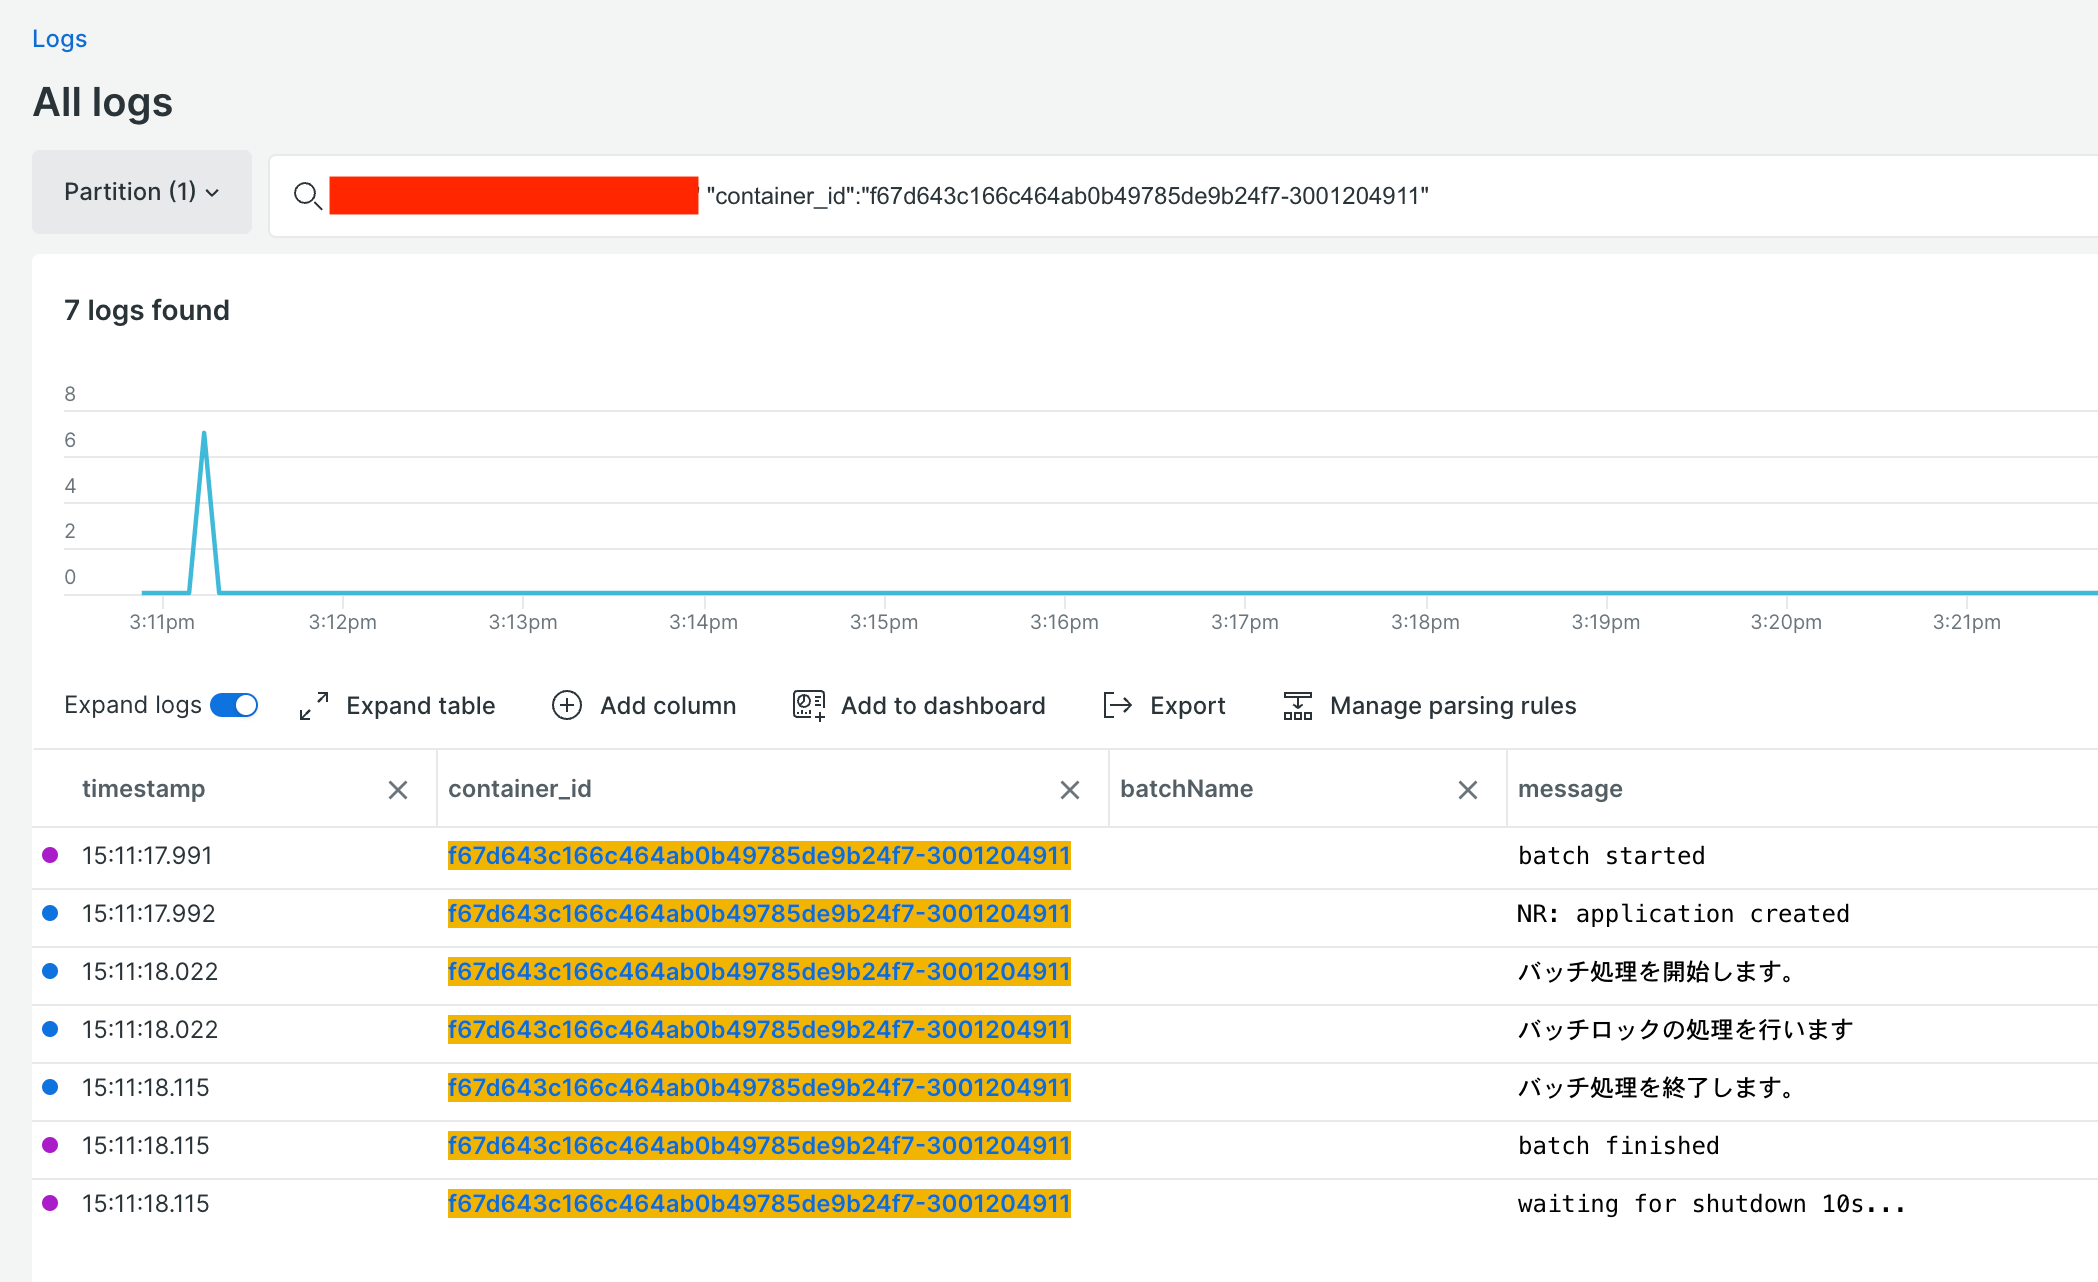 Logs
All logs
Partition (1)
"container_id":"f67d643c166c464ab0b49785de9b24f7-3001204911"
7 logs found
8
6
4
2
0
3:11pm 3:12pm 3:13pm 3:14pm 3:15pm 3:16pm 3:17pm 3:18pm 3:19pm 3:20pm 3:21pm
Expand logs Expand table Add column Add to dashboard Export Manage parsing rules
timestamp container_id batchName message
15:11:17.991 f67d643c166c464ab0b49785de9b24f7-3001204911 batch started
15:11:17.992 f67d643c166c464ab0b49785de9b24f7-3001204911 NR: application created
15:11:18.022 f67d643c166c464ab0b49785de9b24f7-3001204911 バッチ処理を開始します。
15:11:18.022 f67d643c166c464ab0b49785de9b24f7-3001204911 バッチロックの処理を行います
15:11:18.115 f67d643c166c464ab0b49785de9b24f7-3001204911 バッチ処理を終了します。
15:11:18.115 f67d643c166c464ab0b49785de9b24f7-3001204911 batch finished
15:11:18.115 f67d643c166c464ab0b49785de9b24f7-3001204911 waiting for shutdown 10s...